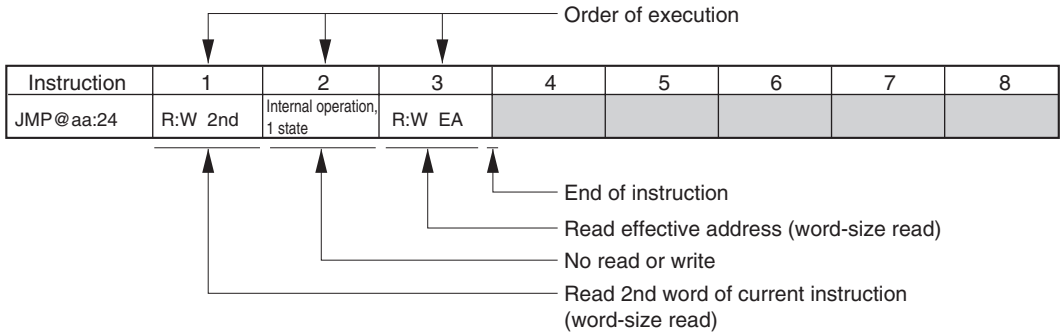 Order of execution
Instruction 1 2 3 4 5 6 7 8
JMP@aa:24 R:W 2nd Internal operation, 1 state R:W EA
End of instruction
Read effective address (word-size read)
No read or write
Read 2nd word of current instruction
(word-size read)